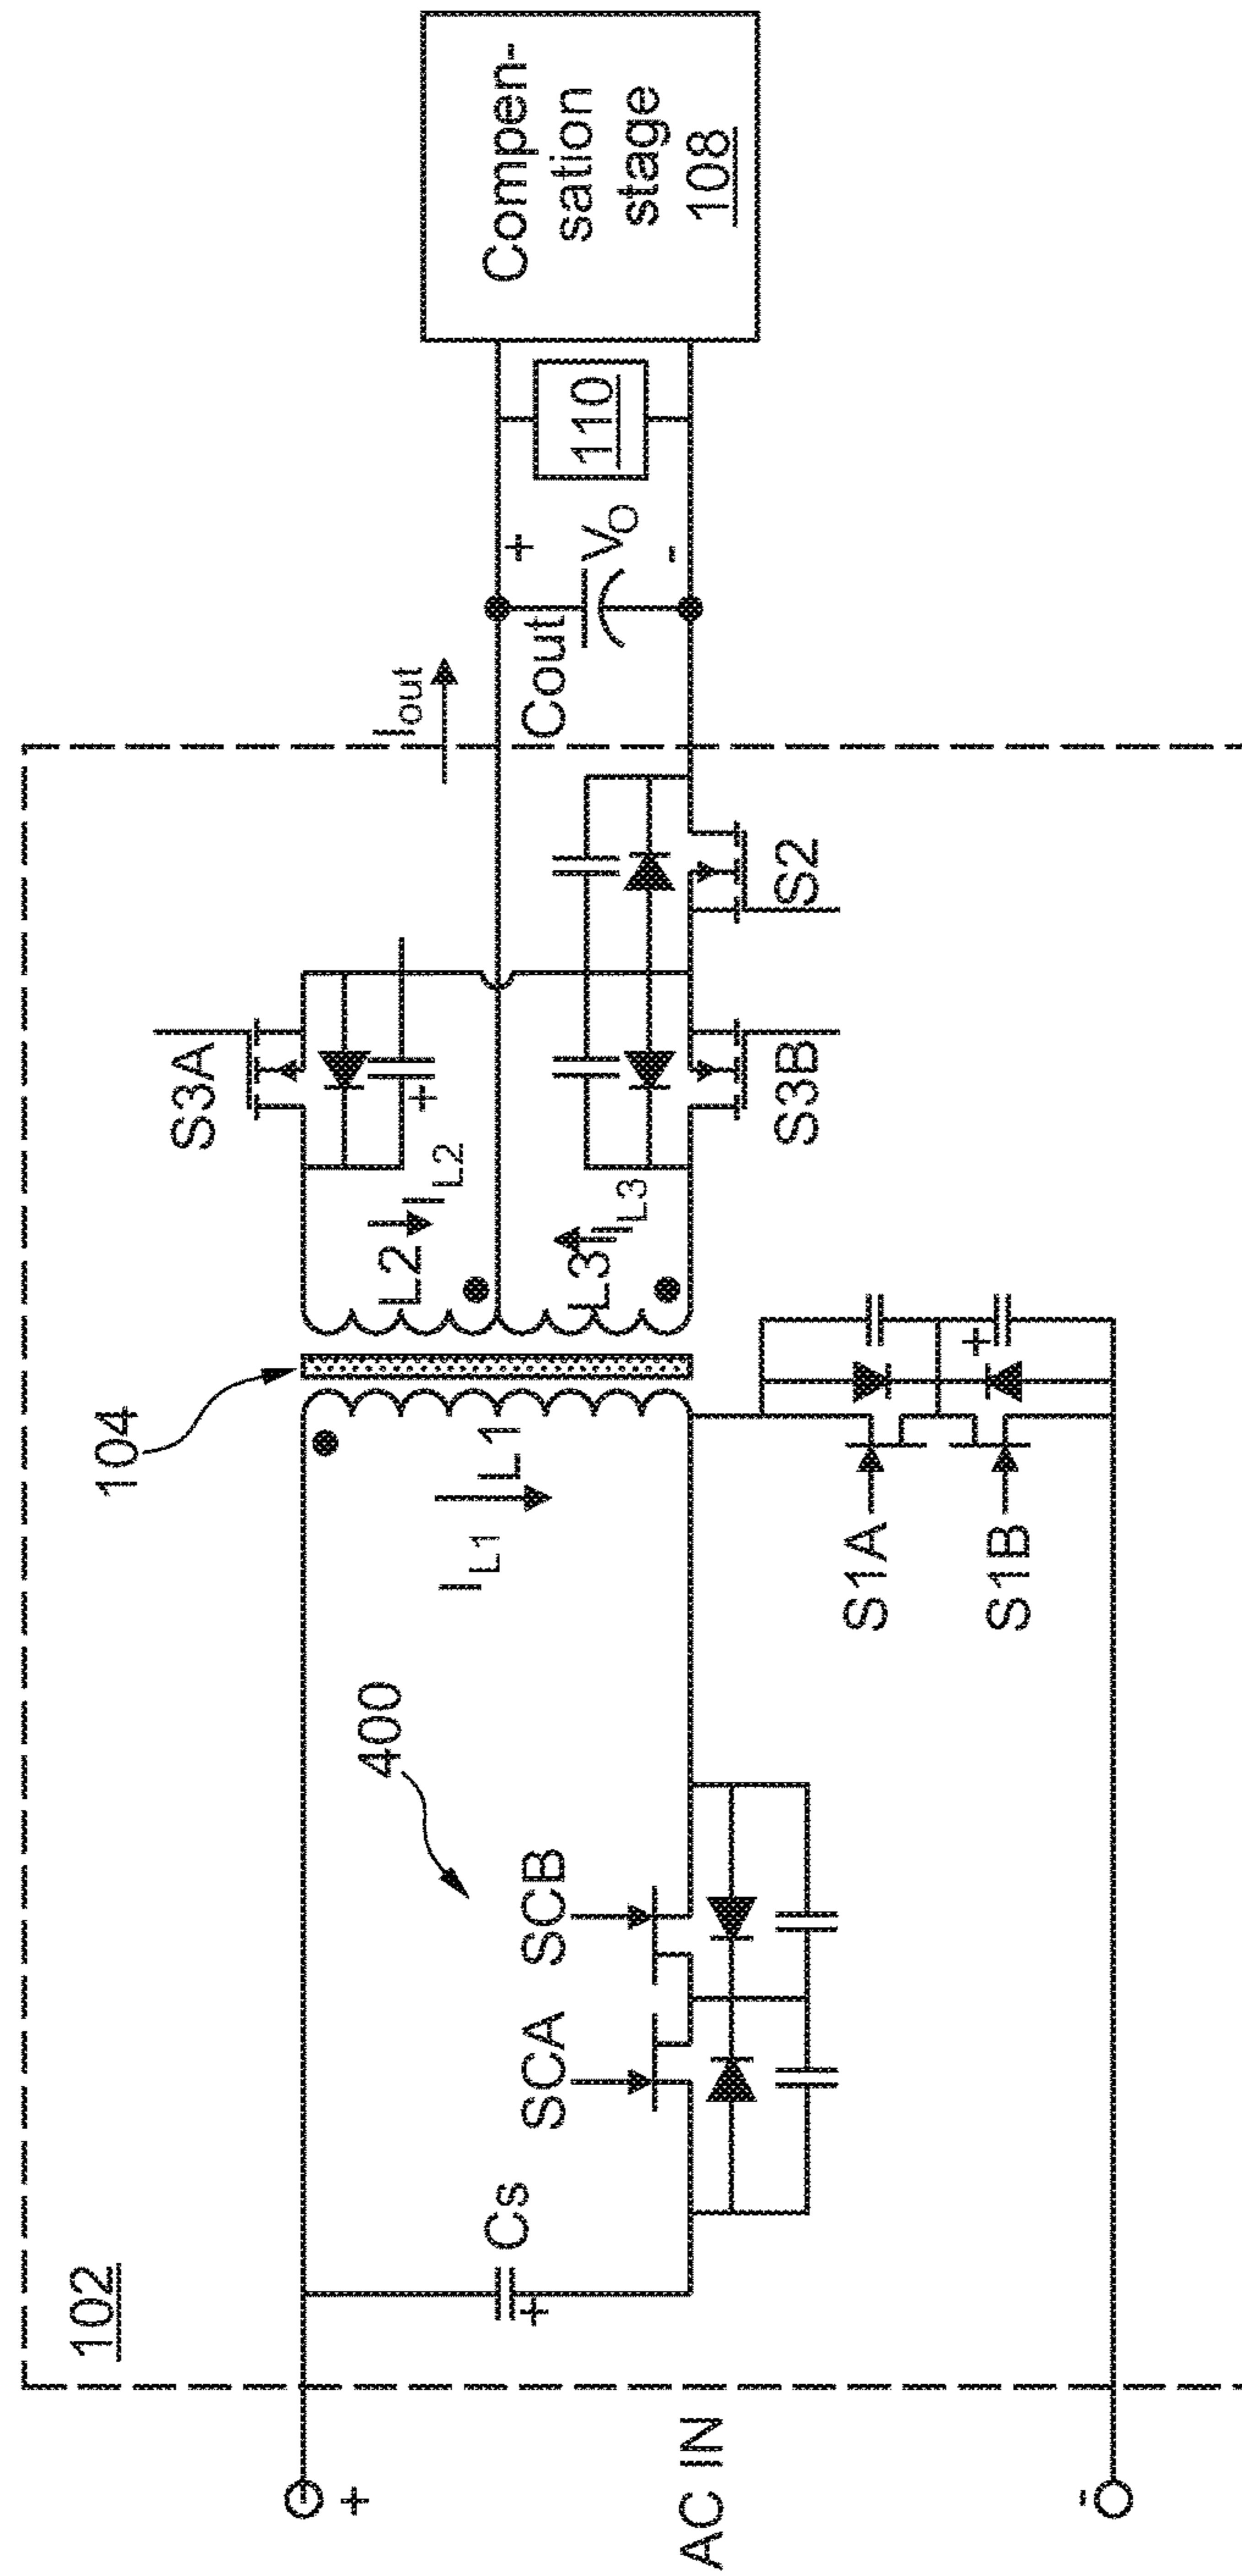 102
AC IN
+
-
Cs
+
400
SCA
SCB
104
IL1
L1
S1A
S1B
+
L2
IL2
L3
IL3
S3A
+
S3B
S2
Iout
Cout
+
VO
-
110
Compen-
sation
stage
108